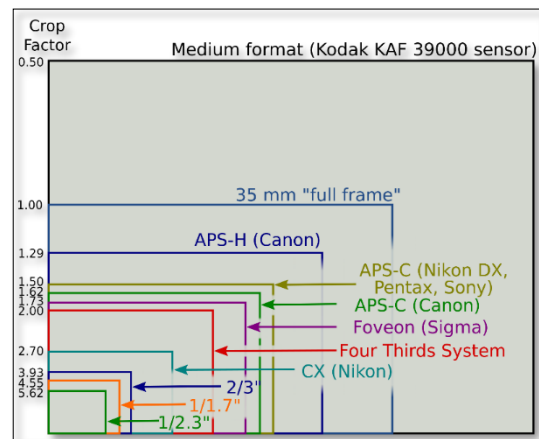 Crop
Factor
Medium format (Kodak KAF 39000 sensor)
0.50
35 mm "full frame"
1.00
APS-H (Canon)
1.29
APS-C (Nikon DX,
Pentax, Sony)
1.50
1.62
APS-C (Canon)
1.73
Foveon (Sigma)
2.00
Four Thirds System
2.70
CX (Nikon)
3.93
2/3"
4.55
1/1.7"
5.62
1/2.3"